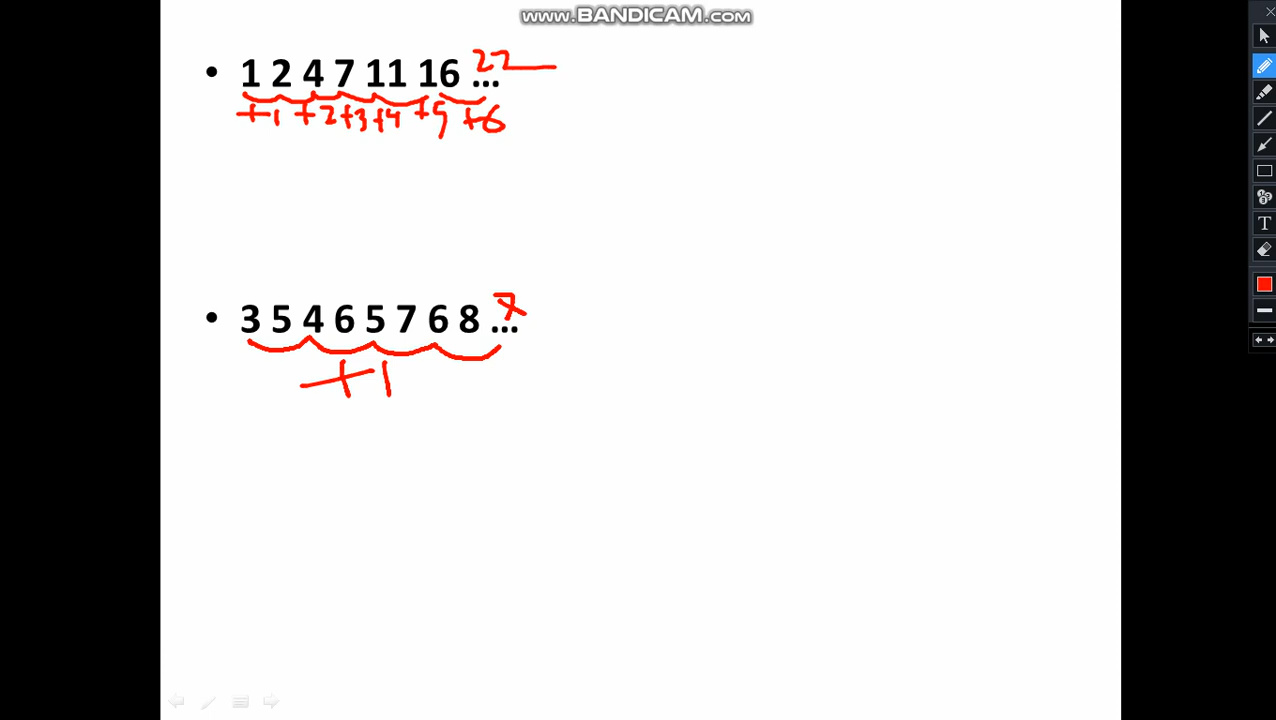 www.BANDICAM.com
22
• 1 2 4 7 11 16 ...
+1 +2 +3 +4 +5 +6
7
• 3 5 4 6 5 7 6 8 ...
+1
T